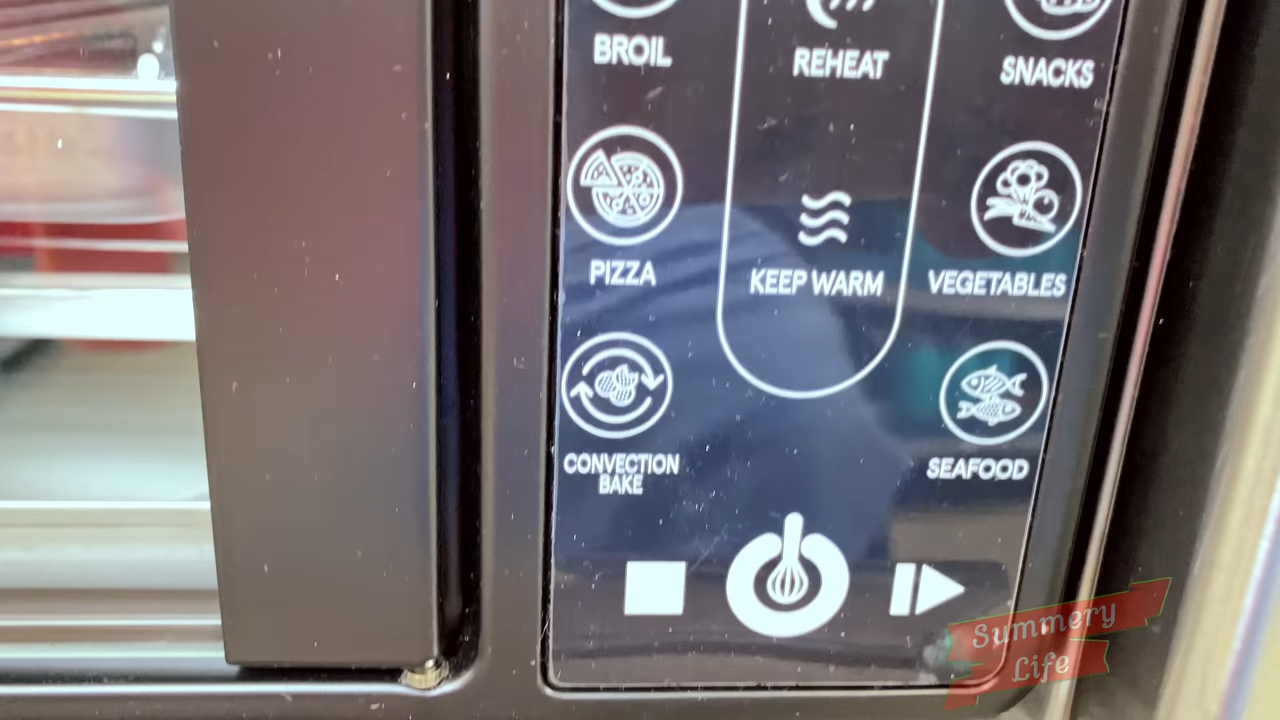 BROIL
REHEAT
SNACKS
PIZZA
KEEP WARM
VEGETABLES
CONVECTION
BAKE
SEAFOOD
Summery
Life